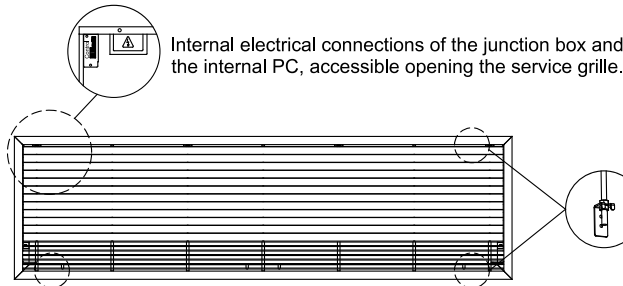 Internal electrical connections of the junction box and
the internal PC, accessible opening the service grille.